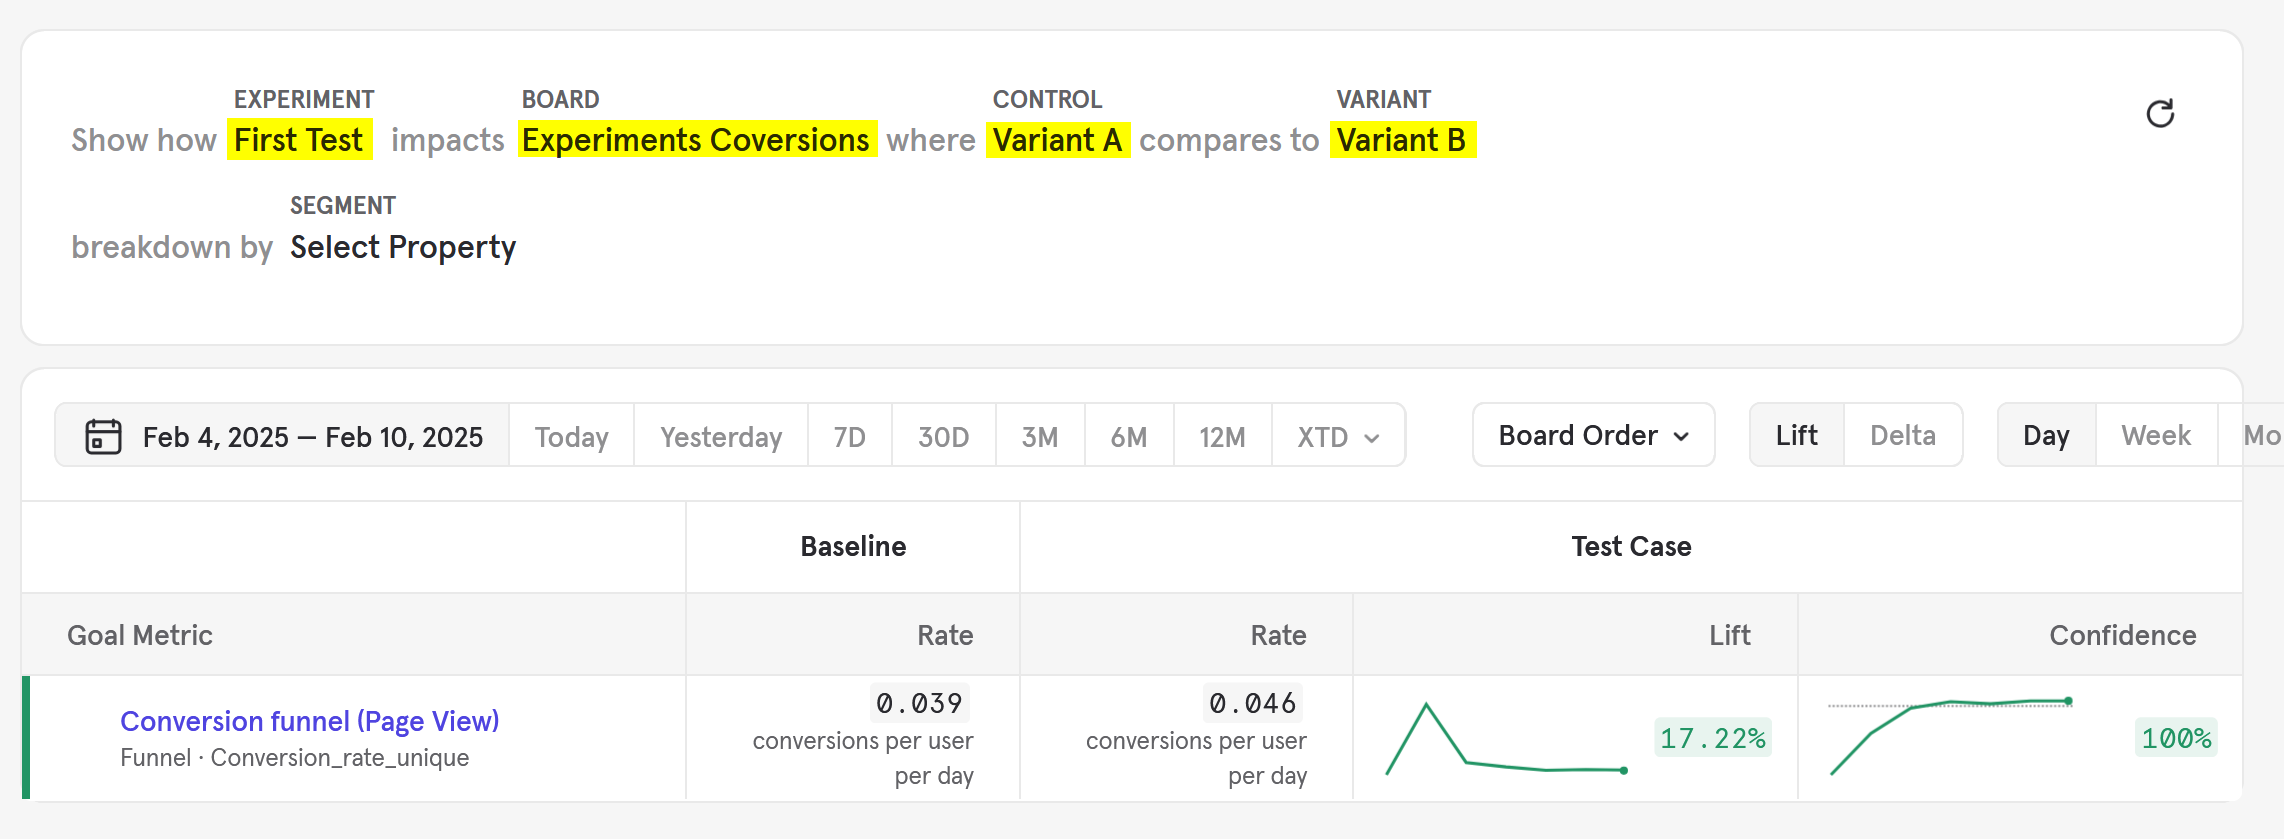 EXPERIMENT BOARD CONTROL VARIANT
Show how First Test impacts Experiments Coversions where Variant A compares to Variant B
SEGMENT
breakdown by Select Property
Feb 4, 2025 — Feb 10, 2025 Today Yesterday 7D 30D 3M 6M 12M XTD Board Order Lift Delta Day Week Mo
Baseline Test Case
Goal Metric Rate Rate Lift Confidence
Conversion funnel (Page View) 0.039 0.046 17.22% 100%
Funnel · Conversion_rate_unique conversions per user conversions per user
per day per day